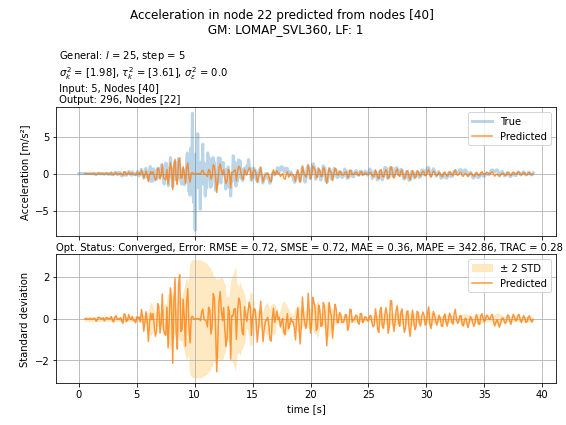 Acceleration in node 22 predicted from nodes [40]
GM: LOMAP_SVL360, LF: 1
General: l = 25, step = 5
σ²ₖ = [1.98], τ²ₖ = [3.61], σ²ε = 0.0
Input: 5, Nodes [40]
Output: 296, Nodes [22]
True
Predicted
Acceleration [m/s²]
5
0
−5
Opt. Status: Converged, Error: RMSE = 0.72, SMSE = 0.72, MAE = 0.36, MAPE = 342.86, TRAC = 0.28
± 2 STD
Predicted
Standard deviation
2
0
−2
0 5 10 15 20 25 30 35 40
time [s]